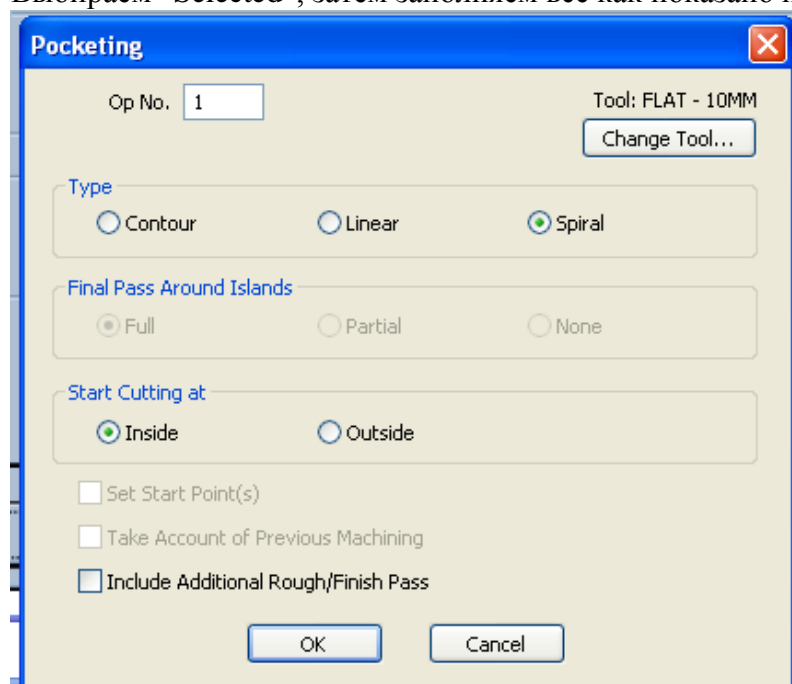 Pocketing
Op No. 1
Tool: FLAT - 10MM
Change Tool...
Type
Contour Linear Spiral
Final Pass Around Islands
Full Partial None
Start Cutting at
Inside Outside
Set Start Point(s)
Take Account of Previous Machining
Include Additional Rough/Finish Pass
OK Cancel